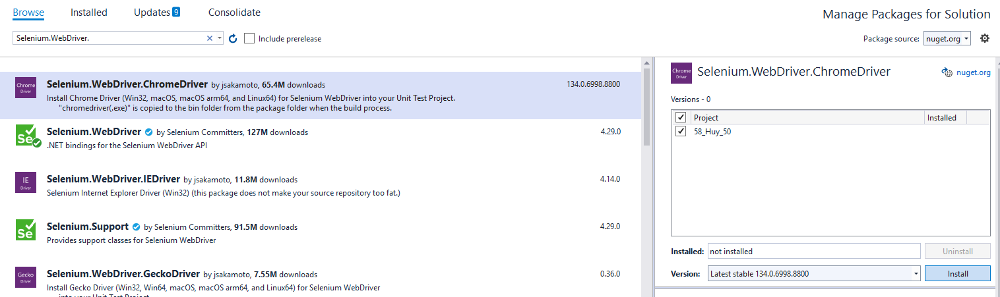 Browse Installed Updates 9 Consolidate
Manage Packages for Solution
Selenium.WebDriver.
Include prerelease
Package source: nuget.org
Chrome
Driver
Selenium.WebDriver.ChromeDriver by jsakamoto, 65.4M downloads
134.0.6998.8800
Install Chrome Driver (Win32, macOS, macOS arm64, and Linux64) for Selenium WebDriver into your Unit Test Project.
"chromedriver(.exe)" is copied to the bin folder from the package folder when the build process.
Se
Selenium.WebDriver by Selenium Committers, 127M downloads
4.29.0
.NET bindings for the Selenium WebDriver API
IE
Driver
Selenium.WebDriver.IEDriver by jsakamoto, 11.8M downloads
4.14.0
Selenium Internet Explorer Driver (Win32) (this package does not make your source repository too fat.)
Se
Selenium.Support by Selenium Committers, 91.5M downloads
4.29.0
Provides support classes for Selenium WebDriver
Gecko
Driver
Selenium.WebDriver.GeckoDriver by jsakamoto, 7.55M downloads
0.36.0
Install Gecko Driver (Win32, Win64, macOS, macOS arm64, and Linux64) for Selenium WebDriver
into your Unit Test Project
Chrome
Driver
Selenium.WebDriver.ChromeDriver
nuget.org
Versions - 0
Project Installed
58_Huy_50
Installed: not installed Uninstall
Version: Latest stable 134.0.6998.8800 Install